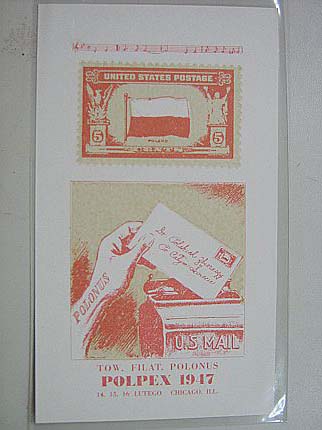 UNITED STATES POSTAGE
5 5
POLAND
POLONUS
U.S. MAIL
TOW. FILAT. POLONUS
POLPEX 1947
14, 15, 16 LUTEGO CHICAGO, ILL.